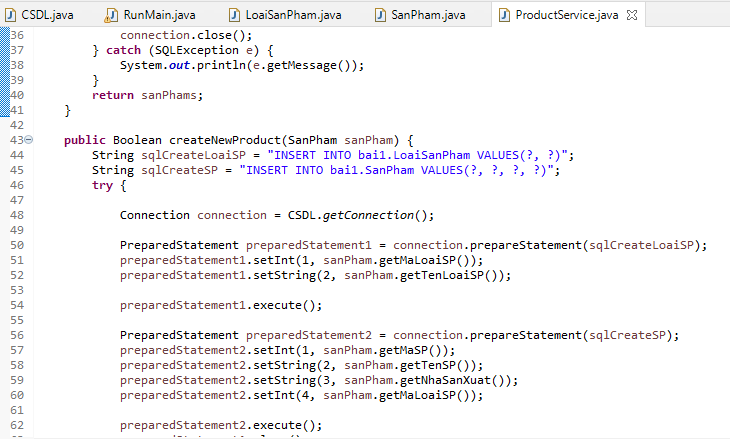 CSDL.java RunMain.java LoaiSanPham.java SanPham.java ProductService.java
36 connection.close();
37 } catch (SQLException e) {
38 System.out.println(e.getMessage());
39 }
40 return sanPhams;
41 }
42
43 public Boolean createNewProduct(SanPham sanPham) {
44 String sqlCreateLoaiSP = "INSERT INTO bai1.LoaiSanPham VALUES(?, ?)";
45 String sqlCreateSP = "INSERT INTO bai1.SanPham VALUES(?, ?, ?, ?)";
46 try {
47
48 Connection connection = CSDL.getConnection();
49
50 PreparedStatement preparedStatement1 = connection.prepareStatement(sqlCreateLoaiSP);
51 preparedStatement1.setInt(1, sanPham.getMaLoaiSP());
52 preparedStatement1.setString(2, sanPham.getTenLoaiSP());
53
54 preparedStatement1.execute();
55
56 PreparedStatement preparedStatement2 = connection.prepareStatement(sqlCreateSP);
57 preparedStatement2.setInt(1, sanPham.getMaSP());
58 preparedStatement2.setString(2, sanPham.getTenSP());
59 preparedStatement2.setString(3, sanPham.getNhaSanXuat());
60 preparedStatement2.setInt(4, sanPham.getMaLoaiSP());
61
62 preparedStatement2.execute();